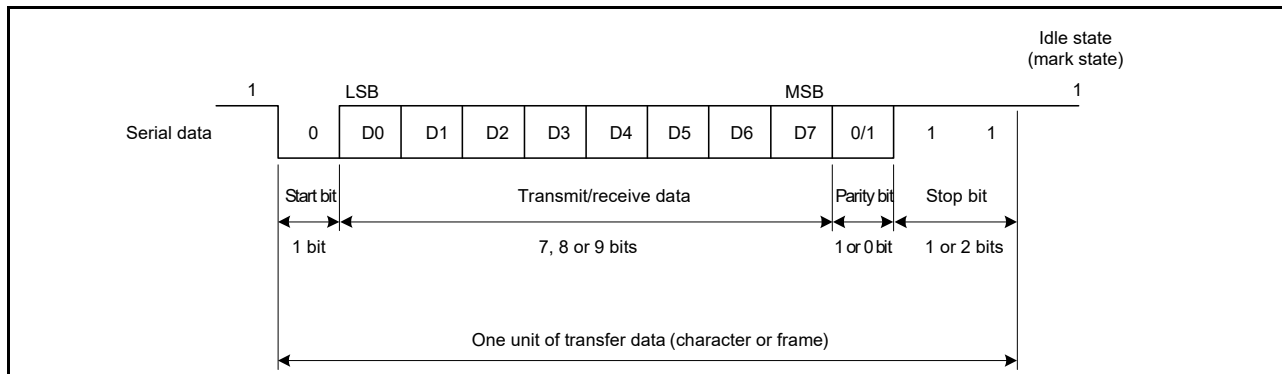 Idle state
(mark state)
1 LSB MSB 1
Serial data 0 D0 D1 D2 D3 D4 D5 D6 D7 0/1 1 1
Start bit Transmit/receive data Parity bit Stop bit
1 bit 7, 8 or 9 bits 1 or 0 bit 1 or 2 bits
One unit of transfer data (character or frame)